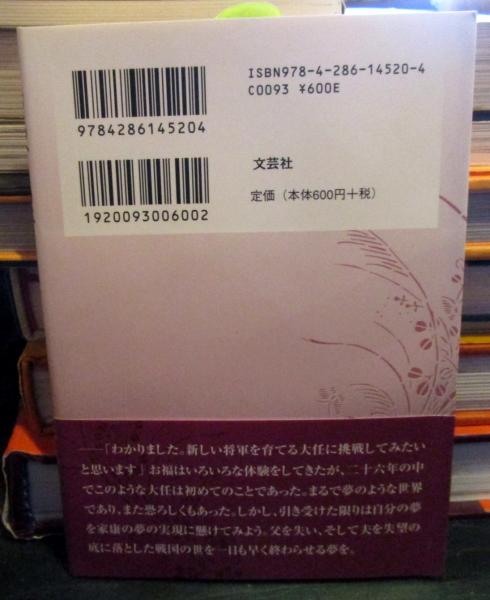 ISBN978-4-286-14520-4
C0093 ¥600E
9784286145204
文芸社
定価（本体600円＋税）
1920093006002
――「わかりました。新しい将軍を育てる大任に挑戦してみたい
と思います」お福はいろいろな体験をしてきたが、二十六年の中
でこのような大任は初めてのことであった。まるで夢のような世界
であり、また恐ろしくもあった。しかし、引き受けた限りは自分の夢
を家康の夢の実現に懸けてみよう。父を失い、そして夫を失望の
底に落とした戦国の世を一日も早く終わらせる夢を。